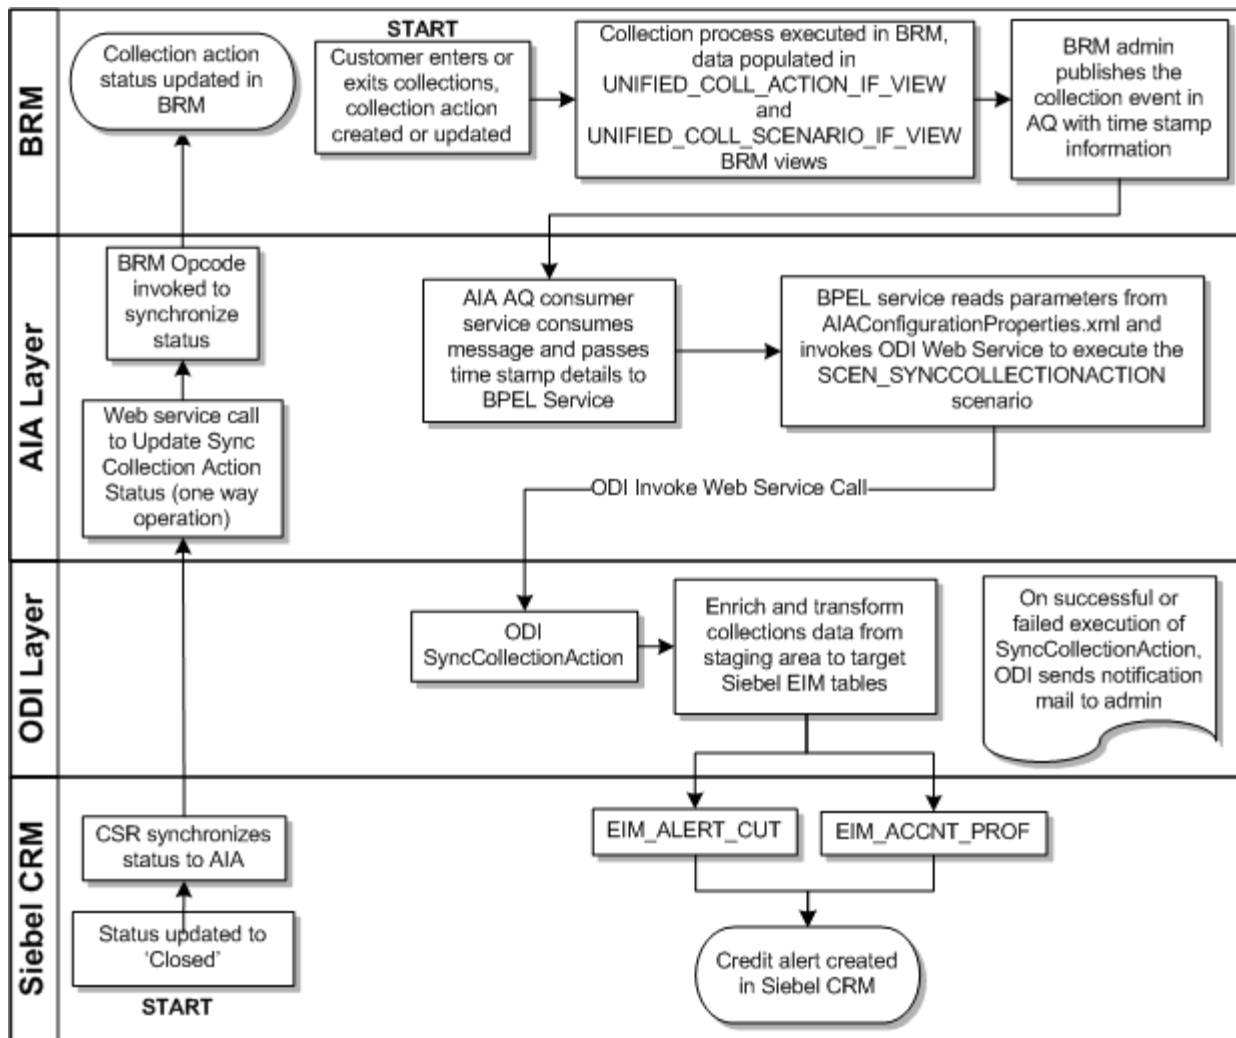 BRM
Collection action
status updated in
BRM
START
Customer enters or
exits collections,
collection action
created or updated
Collection process executed in BRM,
data populated in
UNIFIED_COLL_ACTION_IF_VIEW
and
UNIFIED_COLL_SCENARIO_IF_VIEW
BRM views
BRM admin
publishes the
collection event in
AQ with time stamp
information
AIA Layer
BRM Opcode
invoked to
synchronize
status
Web service call
to Update Sync
Collection Action
Status (one way
operation)
AIA AQ consumer
service consumes
message and passes
time stamp details to
BPEL Service
BPEL service reads parameters from
AIAConfigurationProperties.xml and
invokes ODI Web Service to execute the
SCEN_SYNCCOLLECTIONACTION
scenario
ODI Invoke Web Service Call
ODI Layer
ODI
SyncCollectionAction
Enrich and transform
collections data from
staging area to target
Siebel EIM tables
On successful or
failed execution of
SyncCollectionAction,
ODI sends notification
mail to admin
Siebel CRM
CSR synchronizes
status to AIA
Status updated to
'Closed'
START
EIM_ALERT_CUT
EIM_ACCNT_PROF
Credit alert created
in Siebel CRM